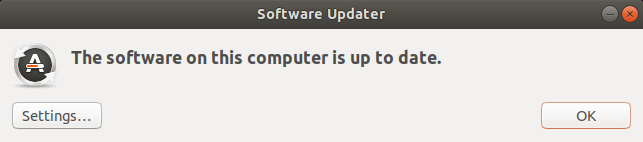 Software Updater
The software on this computer is up to date.
Settings…
OK